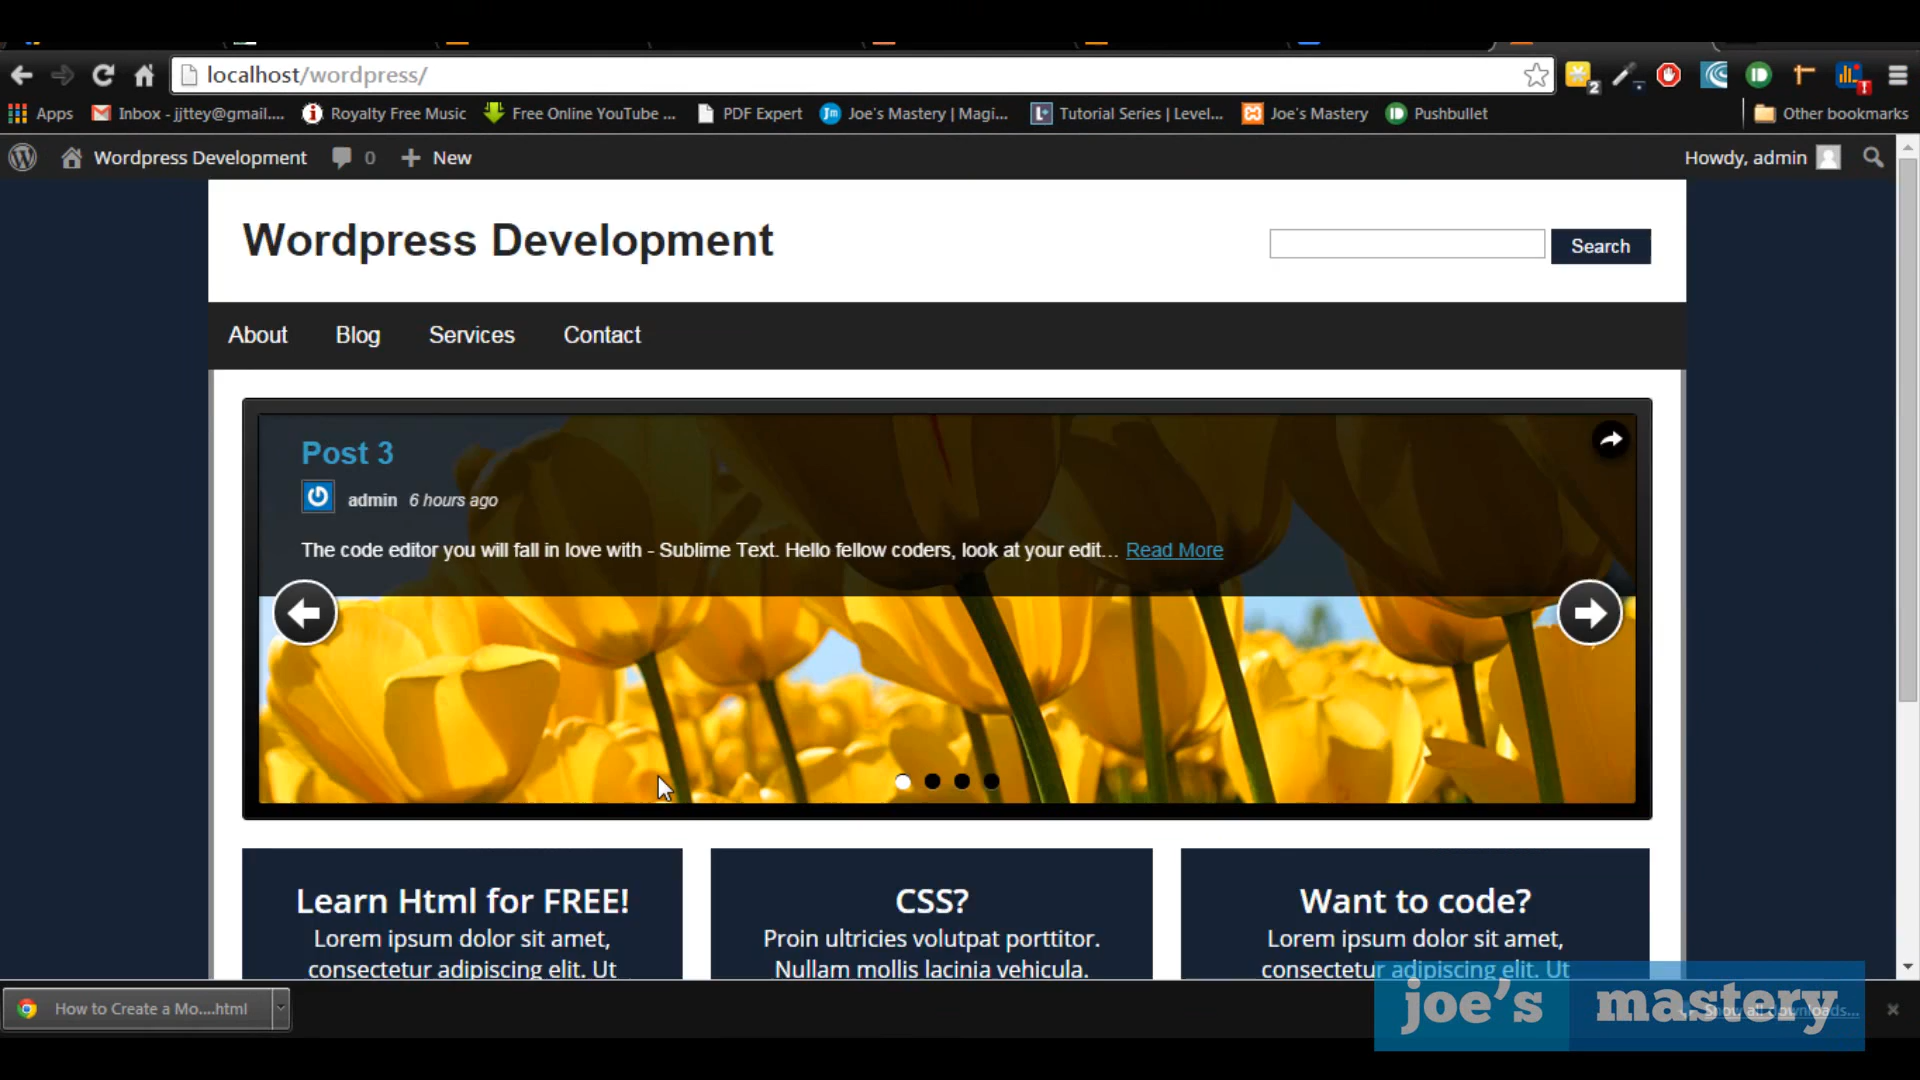 localhost/wordpress/
2
Apps
Inbox - jjttey@gmail....
Royalty Free Music
Free Online YouTube ...
PDF Expert
Joe's Mastery | Magi...
Tutorial Series | Level...
Joe's Mastery
Pushbullet
Other bookmarks
Wordpress Development
0
New
Howdy, admin
Wordpress Development
Search
About
Blog
Services
Contact
Post 3
admin 6 hours ago
The code editor you will fall in love with - Sublime Text. Hello fellow coders, look at your edit... Read More
Learn Html for FREE!
Lorem ipsum dolor sit amet,
consectetur adipiscing elit. Ut
CSS?
Proin ultricies volutpat porttitor.
Nullam mollis lacinia vehicula.
Want to code?
Lorem ipsum dolor sit amet,
consectetur adipiscing elit. Ut
How to Create a Mo....html
Show all downloads...
joe's mastery